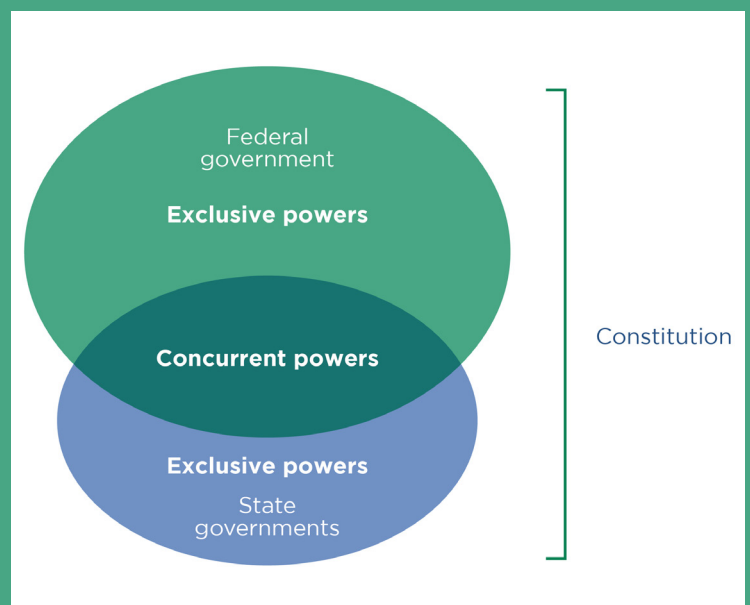 Federal
government
Exclusive powers
Concurrent powers
Exclusive powers
State
governments
Constitution